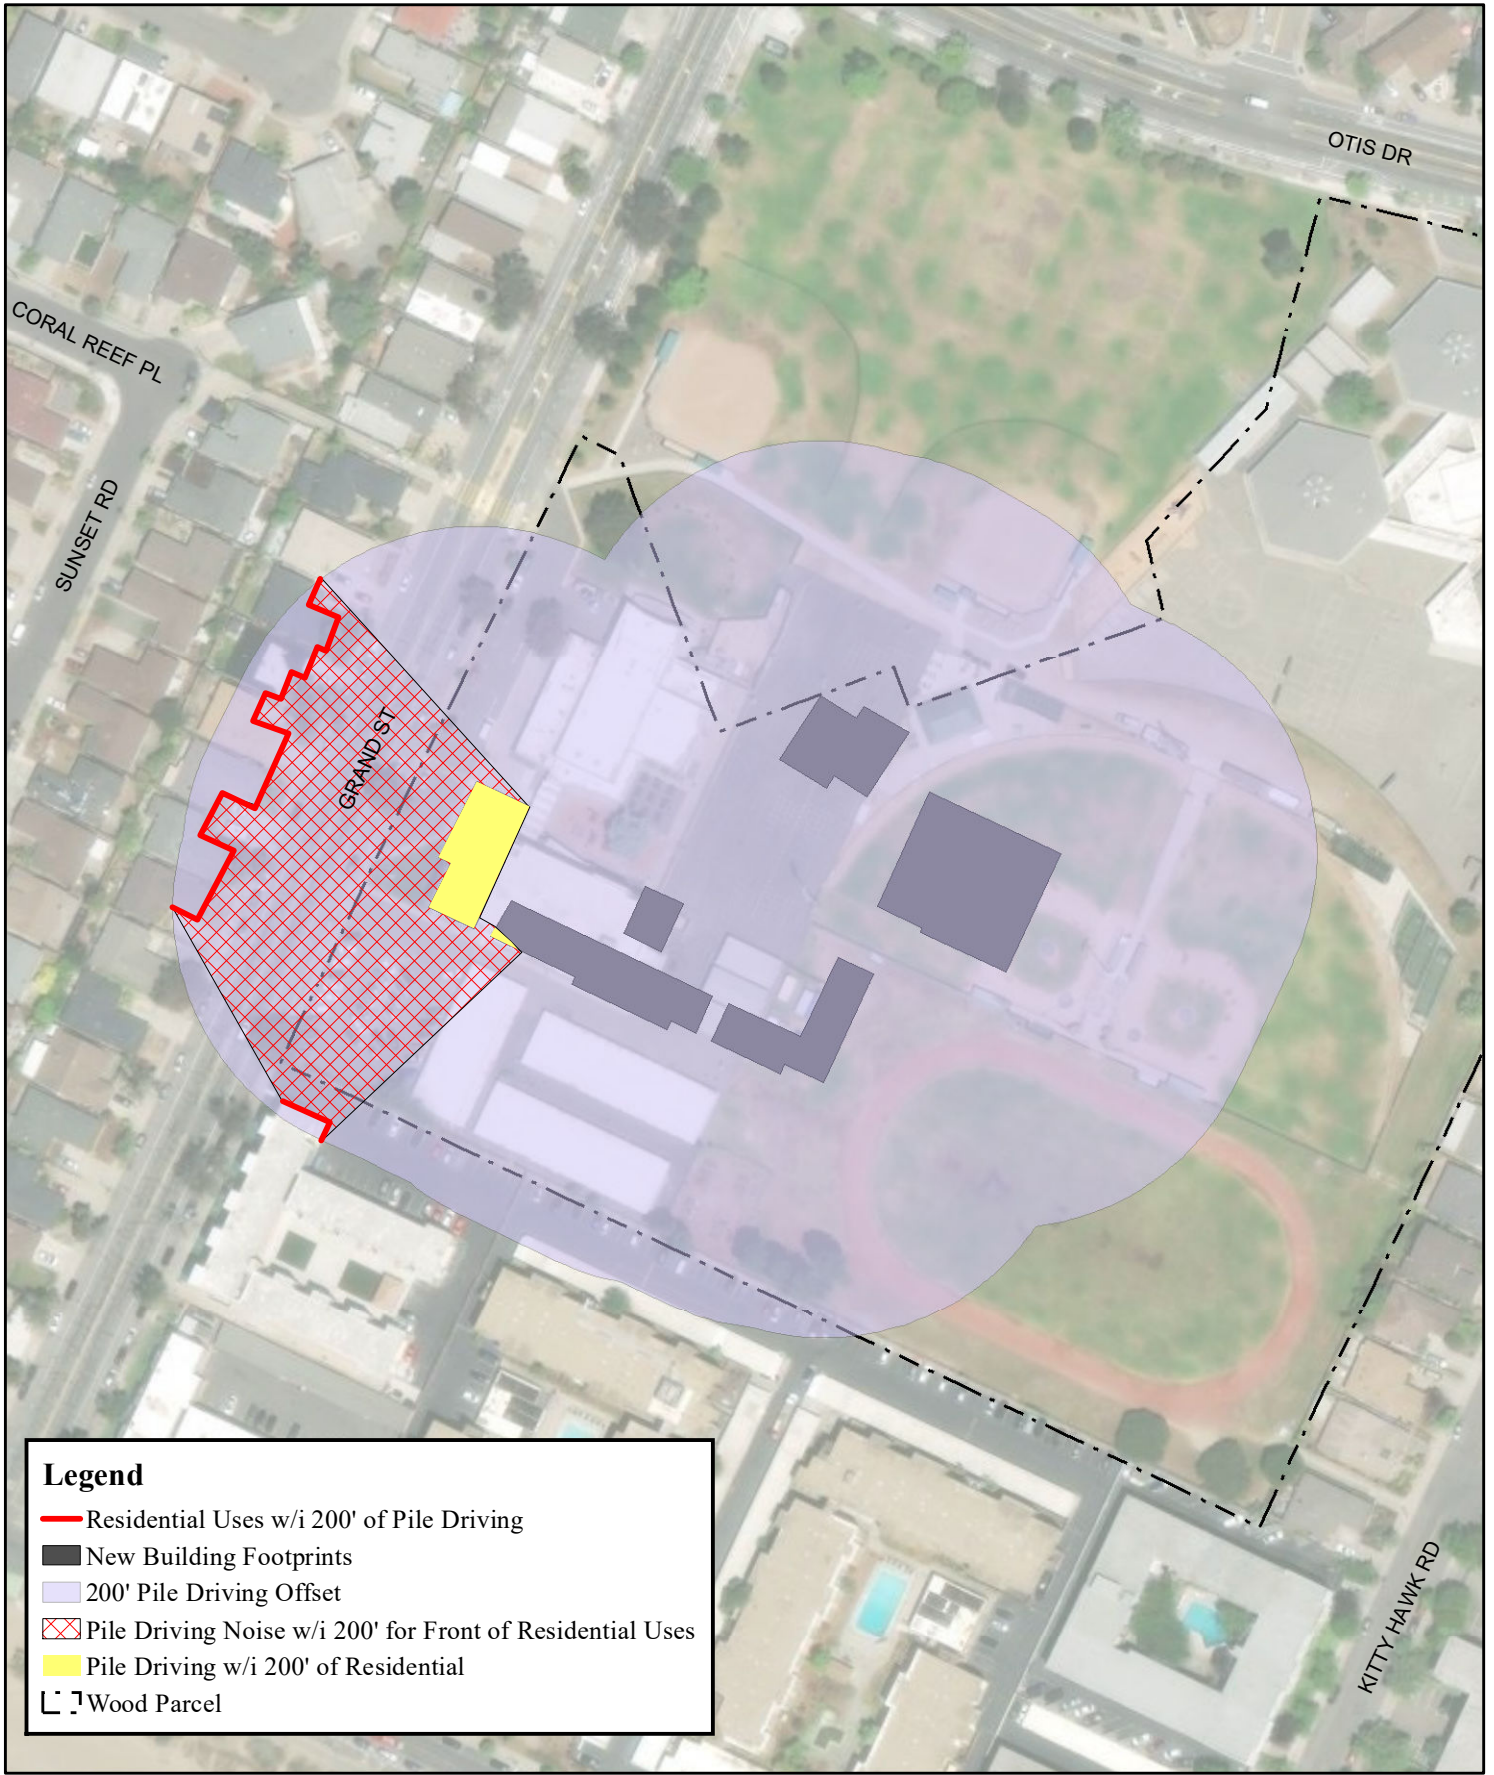 OTIS DR
CORAL REEF PL
SUNSET RD
GRAND ST
KITTY HAWK RD
Legend
Residential Uses w/i 200' of Pile Driving
New Building Footprints
200' Pile Driving Offset
Pile Driving Noise w/i 200' for Front of Residential Uses
Pile Driving w/i 200' of Residential
Wood Parcel